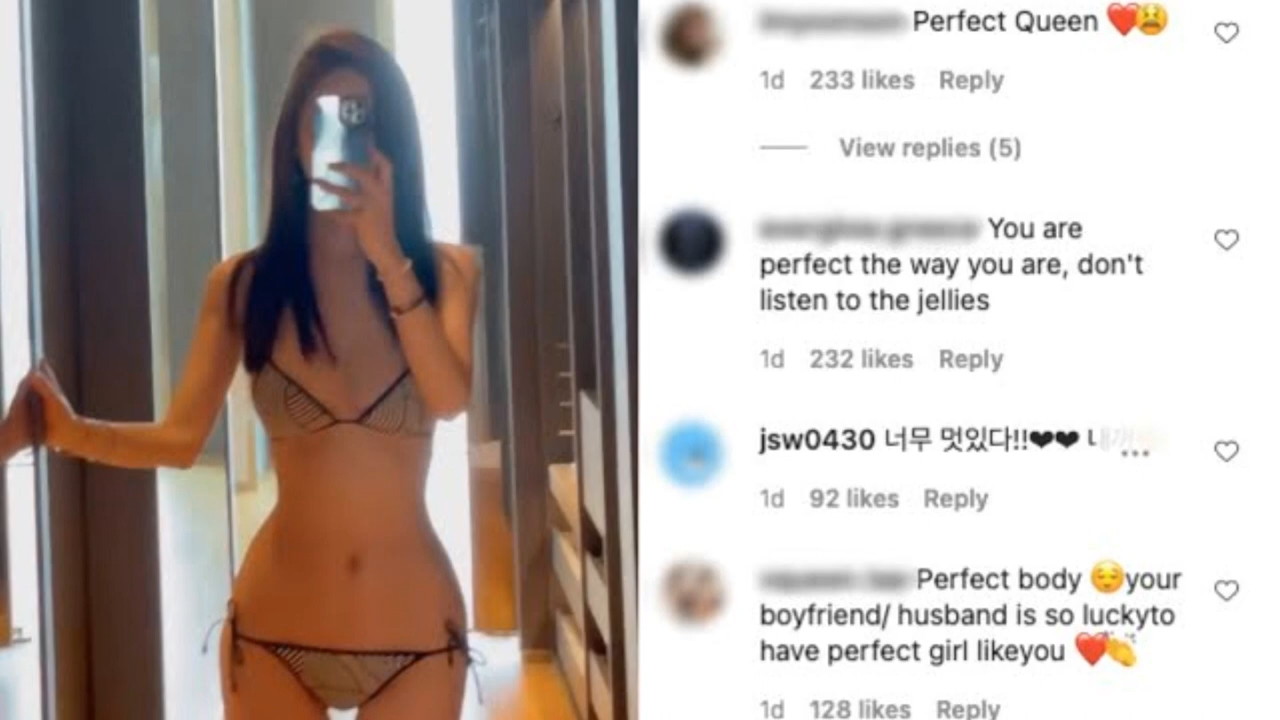 Perfect Queen ❤️😫
1d 233 likes Reply
View replies (5)
You are
perfect the way you are, don't
listen to the jellies
1d 232 likes Reply
jsw0430 너무 멋있다!!❤❤
1d 92 likes Reply
Perfect body 😌your
boyfriend/ husband is so luckyto
have perfect girl likeyou ❤️👏
1d 128 likes Reply